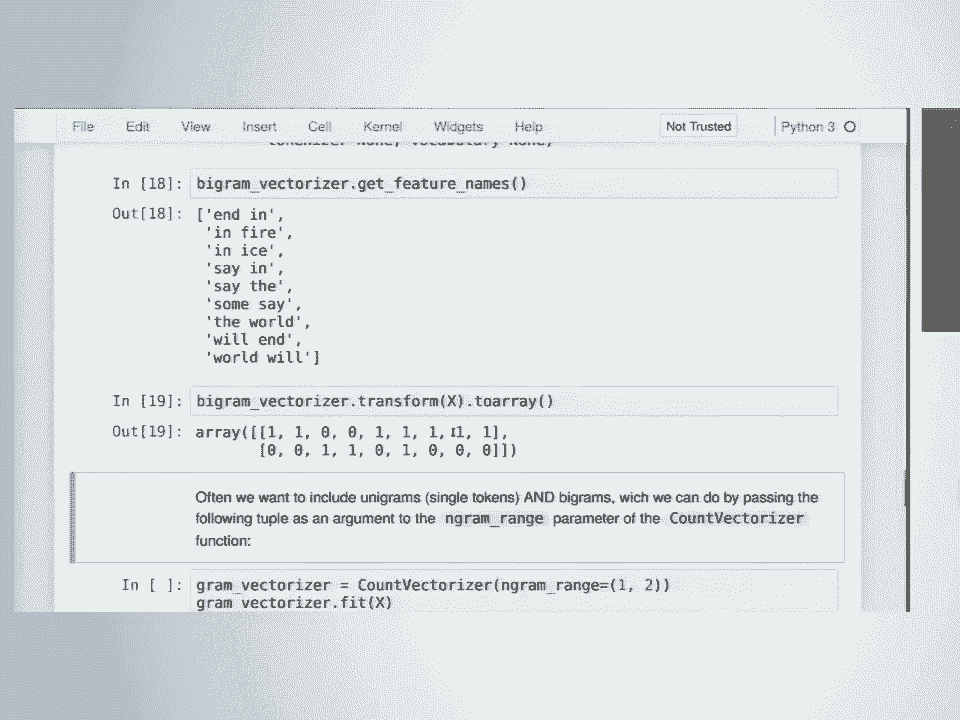 File Edit View Insert Cell Kernel Widgets Help Not Trusted Python 3
tokenizer=None, vocabulary=None)
In [18]: bigram_vectorizer.get_feature_names()
Out[18]: ['end in',
'in fire',
'in ice',
'say in',
'say the',
'some say',
'the world',
'will end',
'world will']
In [19]: bigram_vectorizer.transform(X).toarray()
Out[19]: array([[1, 1, 0, 0, 1, 1, 1, 1, 1],
[0, 0, 1, 1, 0, 1, 0, 0, 0]])
Often we want to include unigrams (single tokens) AND bigrams, wich we can do by passing the
following tuple as an argument to the ngram_range parameter of the CountVectorizer
function:
In [ ]: gram_vectorizer = CountVectorizer(ngram_range=(1, 2))
gram_vectorizer.fit(X)